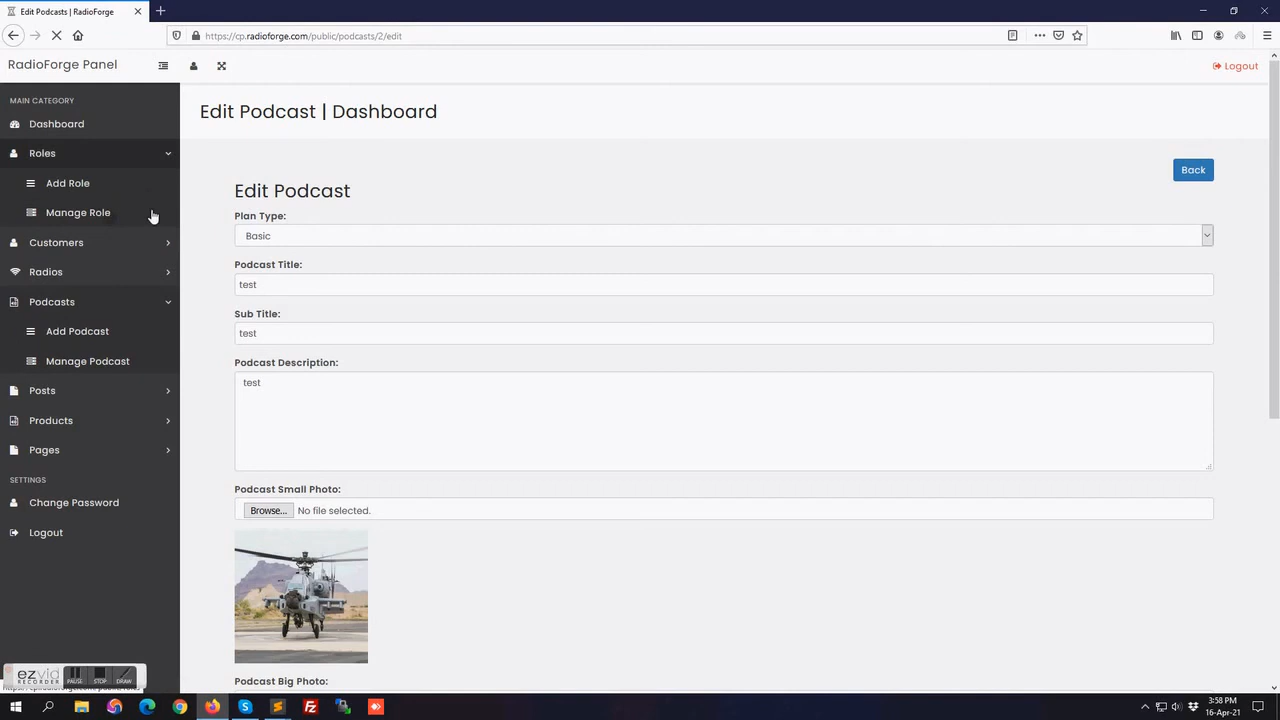 Edit Podcasts | RadioForge
https://cp.radioforge.com/public/podcasts/2/edit
RadioForge Panel
Logout
MAIN CATEGORY
Dashboard
Roles
Add Role
Manage Role
Customers
Radios
Podcasts
Add Podcast
Manage Podcast
Posts
Products
Pages
SETTINGS
Change Password
Logout
Edit Podcast | Dashboard
Back
Edit Podcast
Plan Type:
Basic
Podcast Title:
test
Sub Title:
test
Podcast Description:
test
Podcast Small Photo:
Browse... No file selected.
Podcast Big Photo:
ezvid
RECORDER
PAUSE STOP DRAW
3:58 PM
16-Apr-21